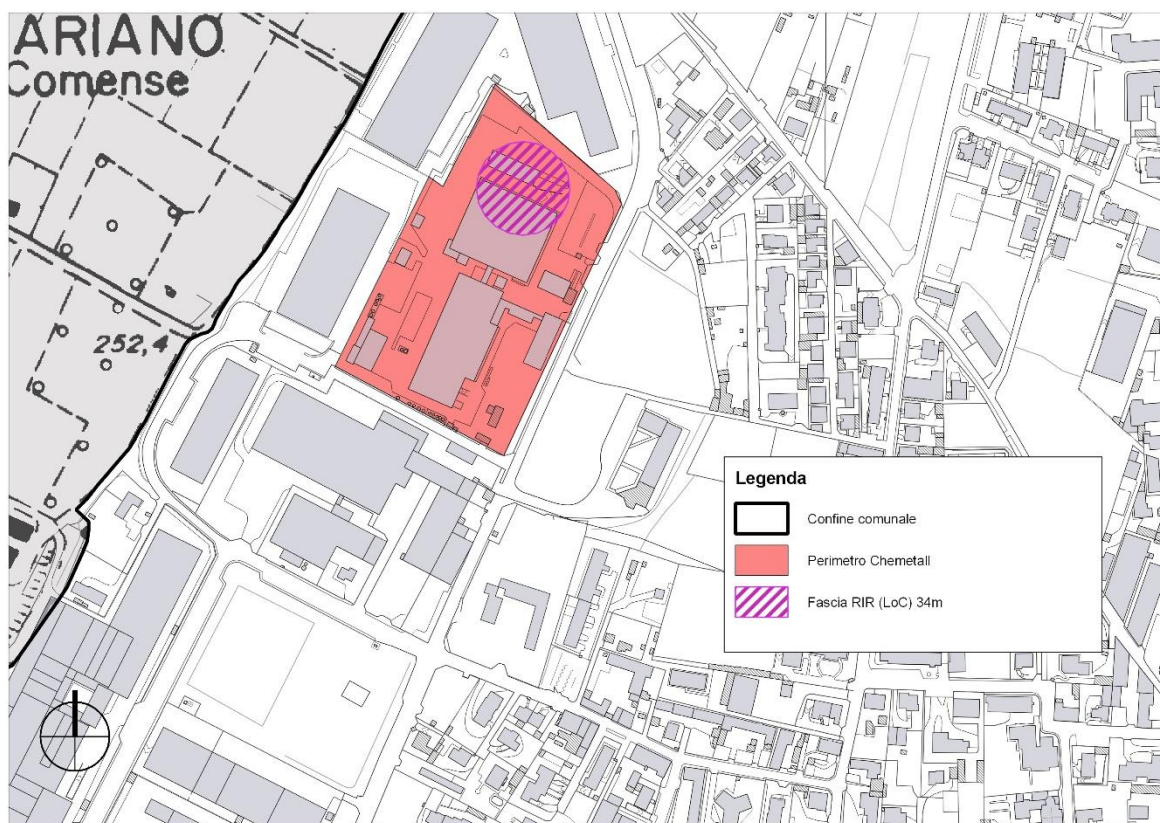 ARIANO
Comense
252,4
Legenda
Confine comunale
Perimetro Chemetall
Fascia RIR (LoC) 34m